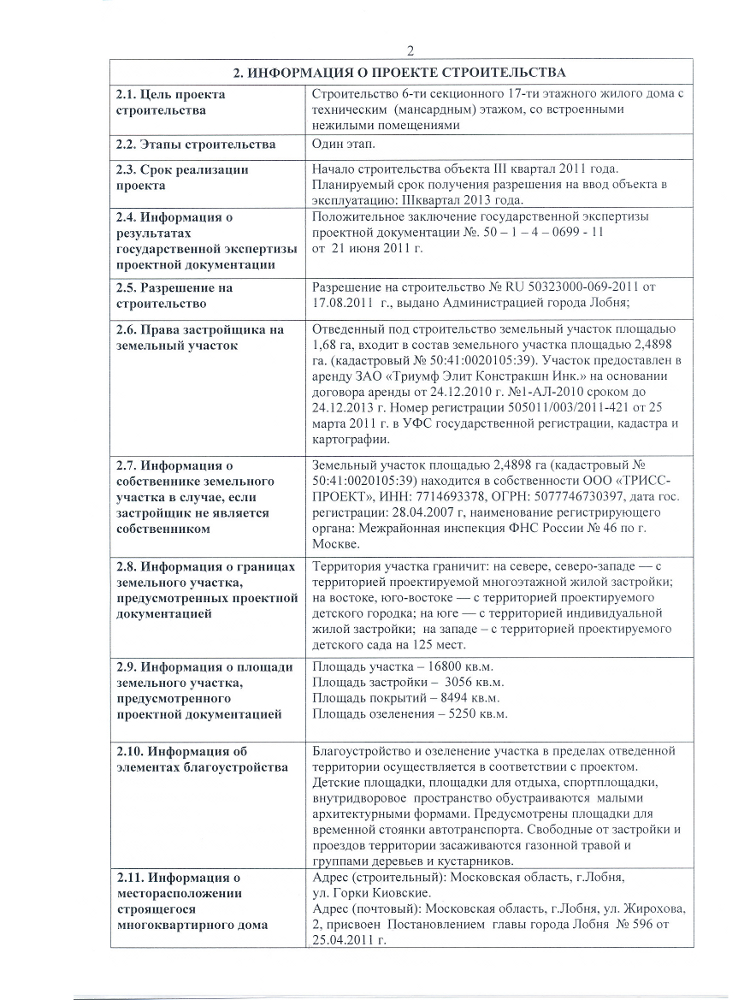 2
2. ИНФОРМАЦИЯ О ПРОЕКТЕ СТРОИТЕЛЬСТВА
2.1. Цель проекта
строительства
Строительство 6-ти секционного 17-ти этажного жилого дома с
техническим (мансардным) этажом, со встроенными
нежилыми помещениями
2.2. Этапы строительства
Один этап.
2.3. Срок реализации
проекта
Начало строительства объекта III квартал 2011 года.
Планируемый срок получения разрешения на ввод объекта в
эксплуатацию: IIIквартал 2013 года.
2.4. Информация о
результатах
государственной экспертизы
проектной документации
Положительное заключение государственной экспертизы
проектной документации №. 50 – 1 – 4 – 0699 - 11
от 21 июня 2011 г.
2.5. Разрешение на
строительство
Разрешение на строительство № RU 50323000-069-2011 от
17.08.2011 г., выдано Администрацией города Лобня;
2.6. Права застройщика на
земельный участок
Отведенный под строительство земельный участок площадью
1,68 га, входит в состав земельного участка площадью 2,4898
га. (кадастровый № 50:41:0020105:39). Участок предоставлен в
аренду ЗАО «Триумф Элит Констракшн Инк.» на основании
договора аренды от 24.12.2010 г. №1-АЛ-2010 сроком до
24.12.2013 г. Номер регистрации 505011/003/2011-421 от 25
марта 2011 г. в УФС государственной регистрации, кадастра и
картографии.
2.7. Информация о
собственнике земельного
участка в случае, если
застройщик не является
собственником
Земельный участок площадью 2,4898 га (кадастровый №
50:41:0020105:39) находится в собственности ООО «ТРИСС-
ПРОЕКТ», ИНН: 7714693378, ОГРН: 5077746730397, дата гос.
регистрации: 28.04.2007 г, наименование регистрирующего
органа: Межрайонная инспекция ФНС России № 46 по г.
Москве.
2.8. Информация о границах
земельного участка,
предусмотренных проектной
документацией
Территория участка граничит: на севере, северо-западе — с
территорией проектируемой многоэтажной жилой застройки;
на востоке, юго-востоке — с территорией проектируемого
детского городка; на юге — с территорией индивидуальной
жилой застройки; на западе – с территорией проектируемого
детского сада на 125 мест.
2.9. Информация о площади
земельного участка,
предусмотренного
проектной документацией
Площадь участка – 16800 кв.м.
Площадь застройки – 3056 кв.м.
Площадь покрытий – 8494 кв.м.
Площадь озеленения – 5250 кв.м.
2.10. Информация об
элементах благоустройства
Благоустройство и озеленение участка в пределах отведенной
территории осуществляется в соответствии с проектом.
Детские площадки, площадки для отдыха, спортплощадки,
внутридворовое пространство обустраиваются малыми
архитектурными формами. Предусмотрены площадки для
временной стоянки автотранспорта. Свободные от застройки и
проездов территории засаживаются газонной травой и
группами деревьев и кустарников.
2.11. Информация о
месторасположении
строящегося
многоквартирного дома
Адрес (строительный): Московская область, г.Лобня,
ул. Горки Киовские.
Адрес (почтовый): Московская область, г.Лобня, ул. Жирохова,
2, присвоен Постановлением главы города Лобня № 596 от
25.04.2011 г.